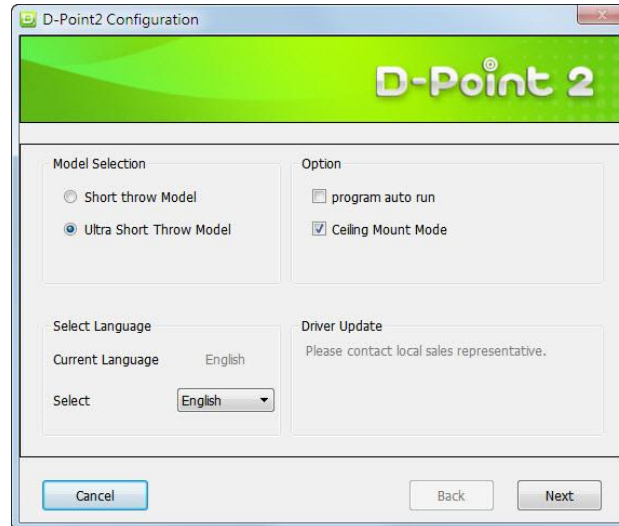 D-Point2 Configuration
D-Point 2
Model Selection
Short throw Model
Ultra Short Throw Model
Option
program auto run
Ceiling Mount Mode
Select Language
Current Language English
Select English
Driver Update
Please contact local sales representative.
Cancel Back Next